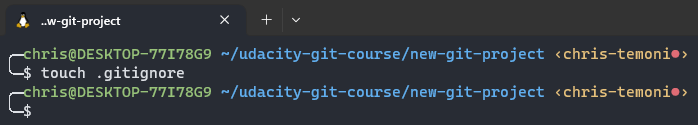 ..w-git-project
chris@DESKTOP-77I78G9 ~/udacity-git-course/new-git-project ‹chris-temoni●›
$ touch .gitignore
chris@DESKTOP-77I78G9 ~/udacity-git-course/new-git-project ‹chris-temoni●›
$